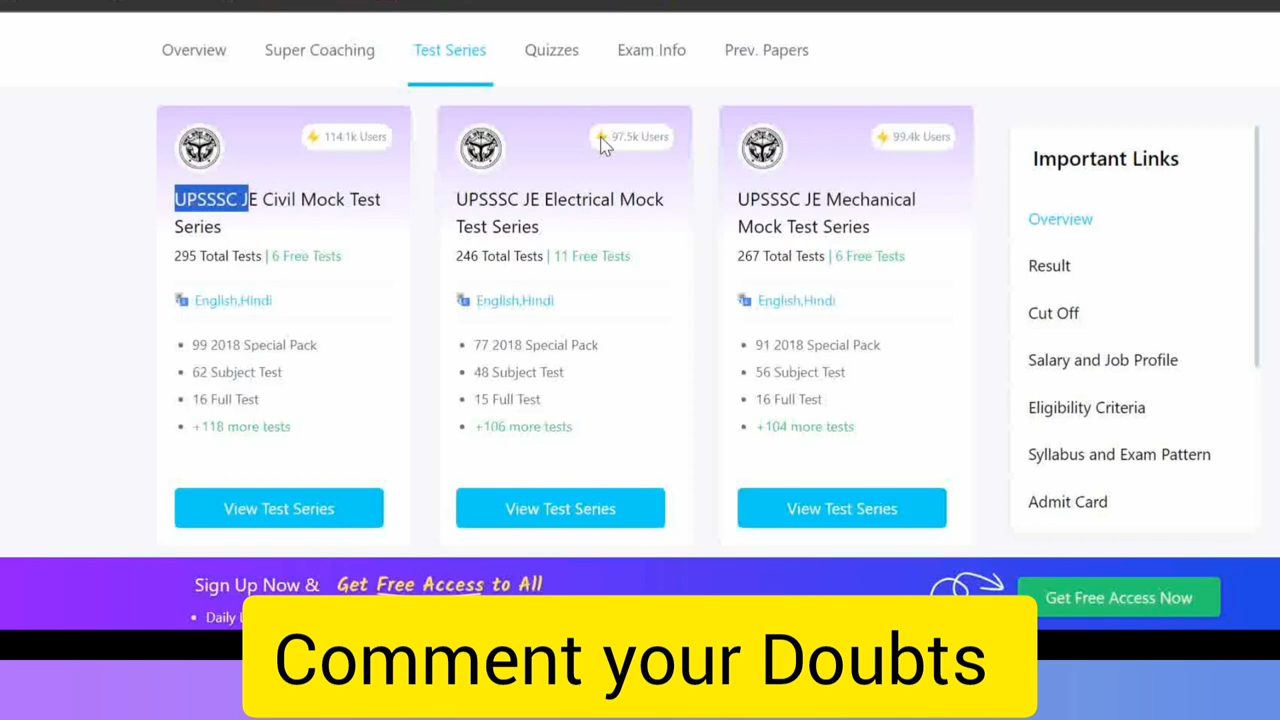 Overview Super Coaching Test Series Quizzes Exam Info Prev. Papers
114.1k Users
UPSSSC JE Civil Mock Test
Series
295 Total Tests | 6 Free Tests
English,Hindi
99 2018 Special Pack
62 Subject Test
16 Full Test
+118 more tests
View Test Series
97.5k Users
UPSSSC JE Electrical Mock
Test Series
246 Total Tests | 11 Free Tests
English,Hindi
77 2018 Special Pack
48 Subject Test
15 Full Test
+106 more tests
View Test Series
99.4k Users
UPSSSC JE Mechanical
Mock Test Series
267 Total Tests | 6 Free Tests
English,Hindi
91 2018 Special Pack
56 Subject Test
16 Full Test
+104 more tests
View Test Series
Important Links
Overview
Result
Cut Off
Salary and Job Profile
Eligibility Criteria
Syllabus and Exam Pattern
Admit Card
Sign Up Now & Get Free Access to All
Daily
Get Free Access Now
Comment your Doubts